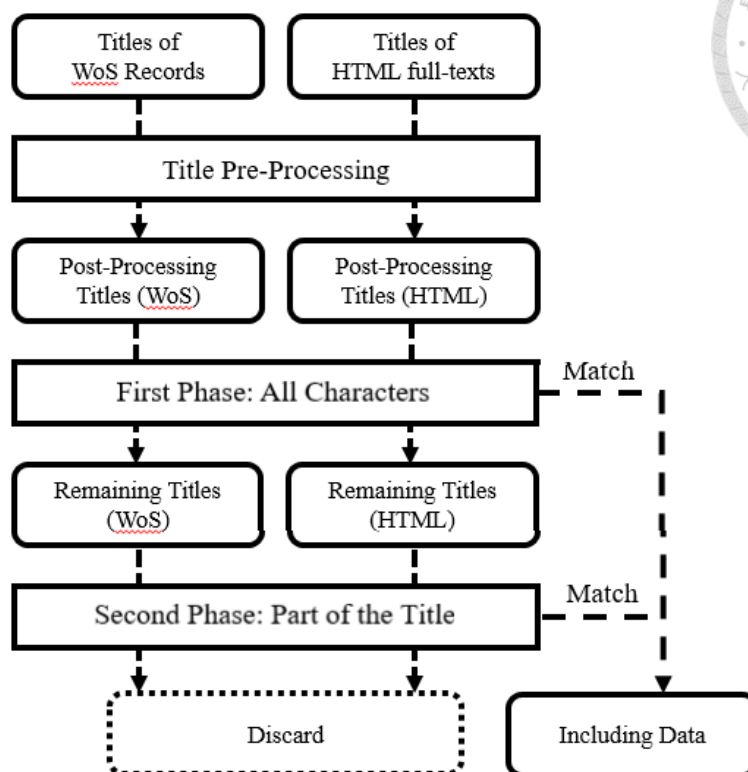 Titles of
WoS Records
Titles of
HTML full-texts
Title Pre-Processing
Post-Processing
Titles (WoS)
Post-Processing
Titles (HTML)
First Phase: All Characters
Match
Remaining Titles
(WoS)
Remaining Titles
(HTML)
Second Phase: Part of the Title
Match
Discard
Including Data